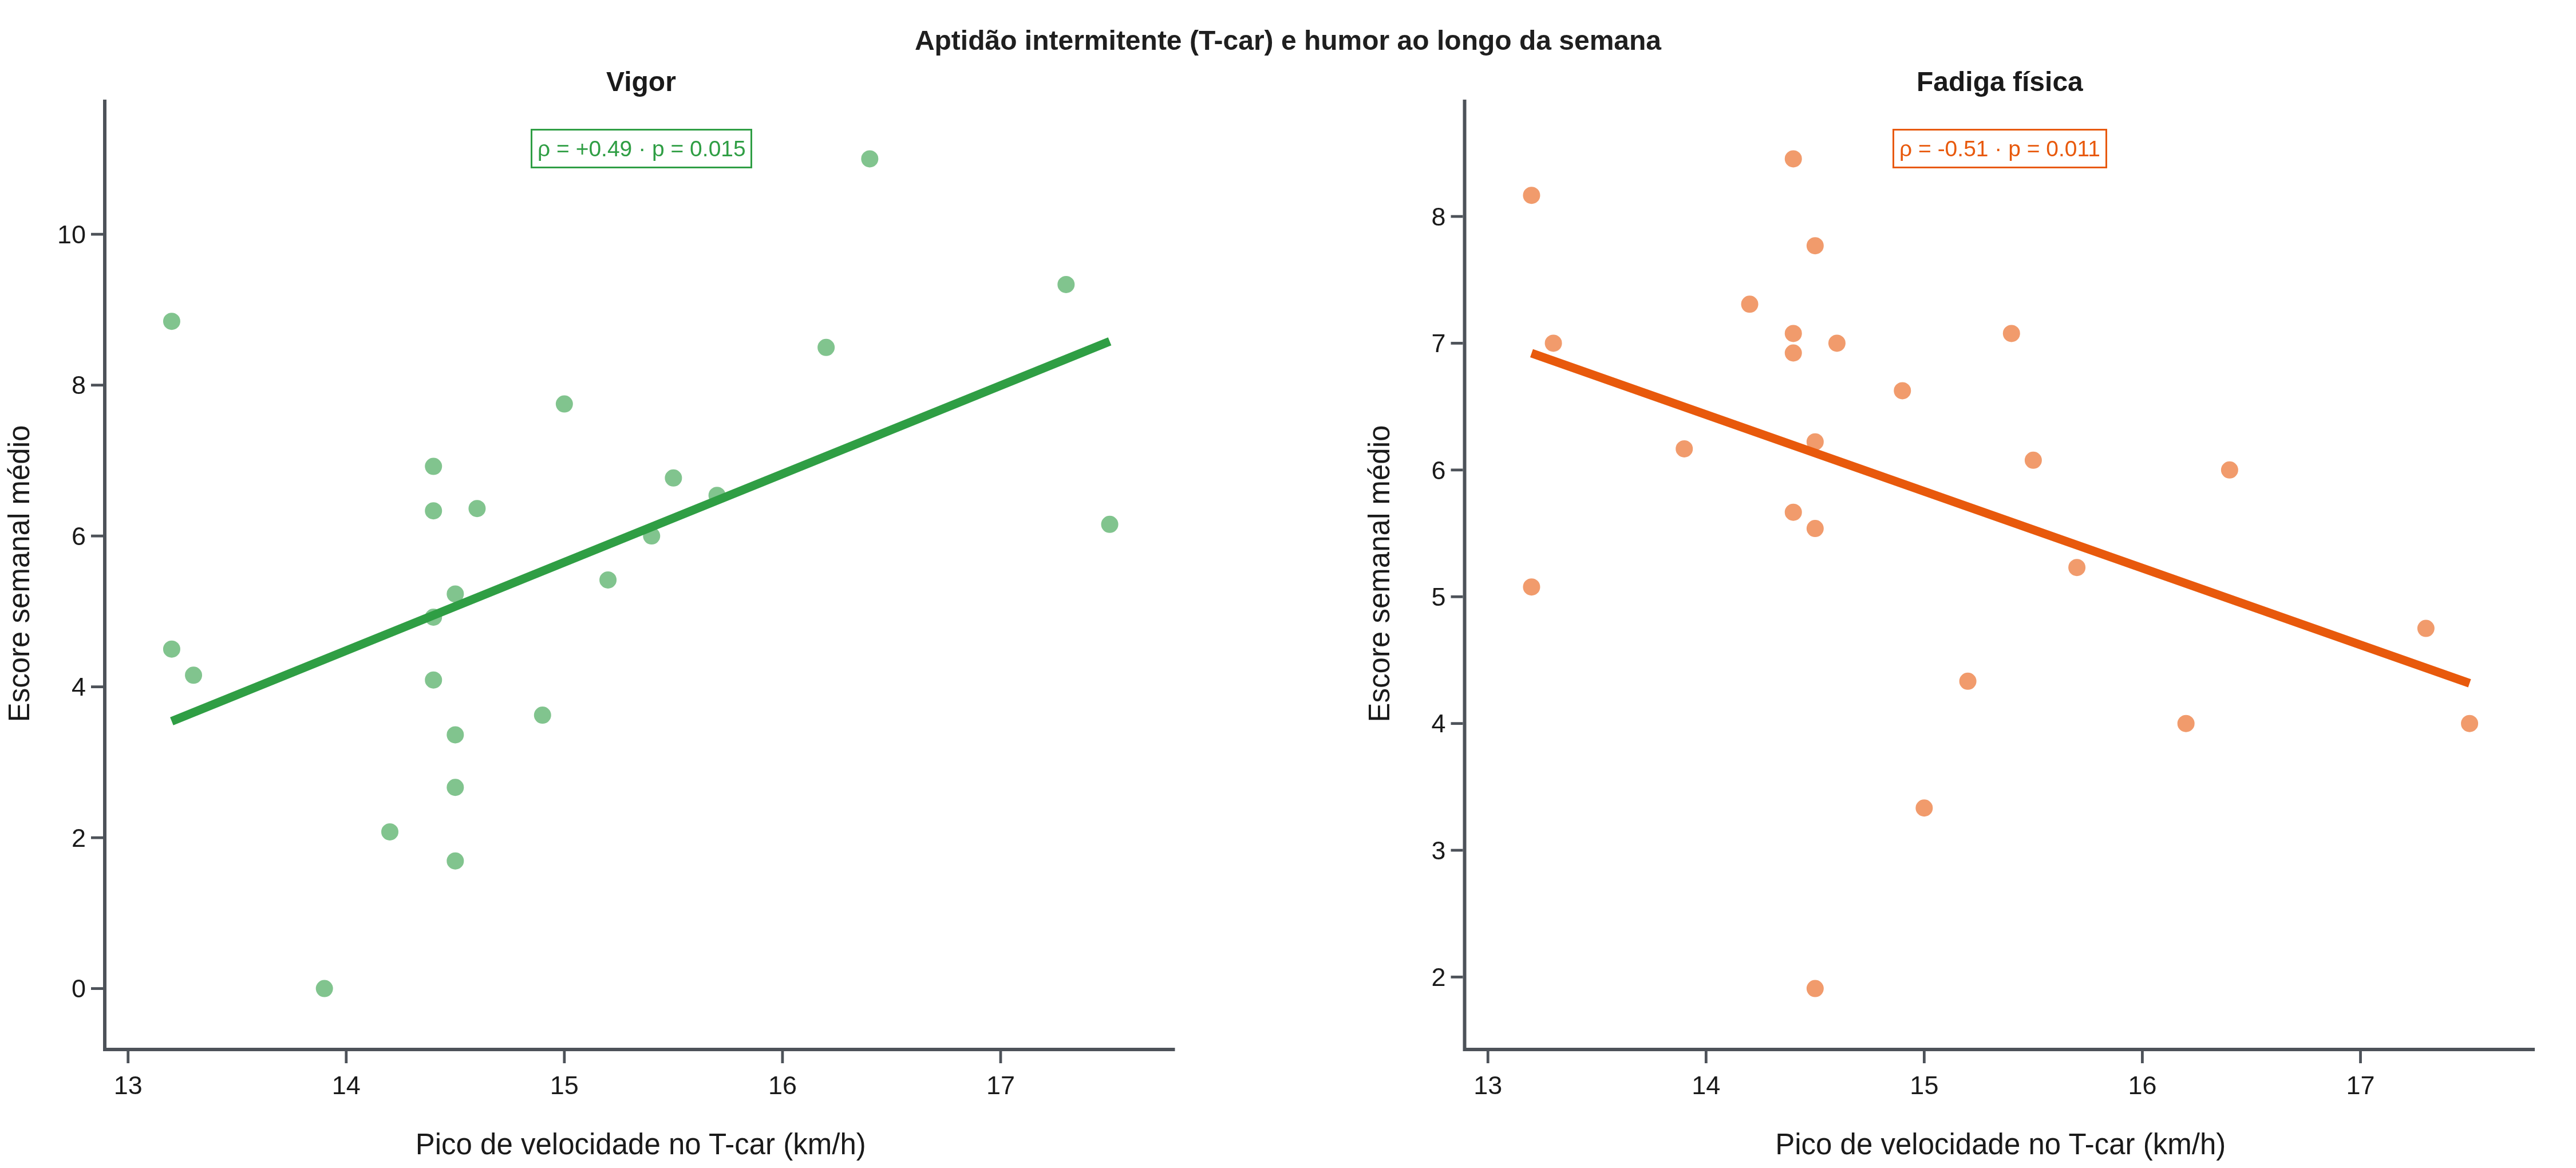 Aptidão intermitente (T-car) e humor ao longo da semana
Vigor
ρ = +0.49 · p = 0.015
Escore semanal médio
10
8
6
4
2
0
13 14 15 16 17
Pico de velocidade no T-car (km/h)
Fadiga física
ρ = -0.51 · p = 0.011
Escore semanal médio
8
7
6
5
4
3
2
13 14 15 16 17
Pico de velocidade no T-car (km/h)